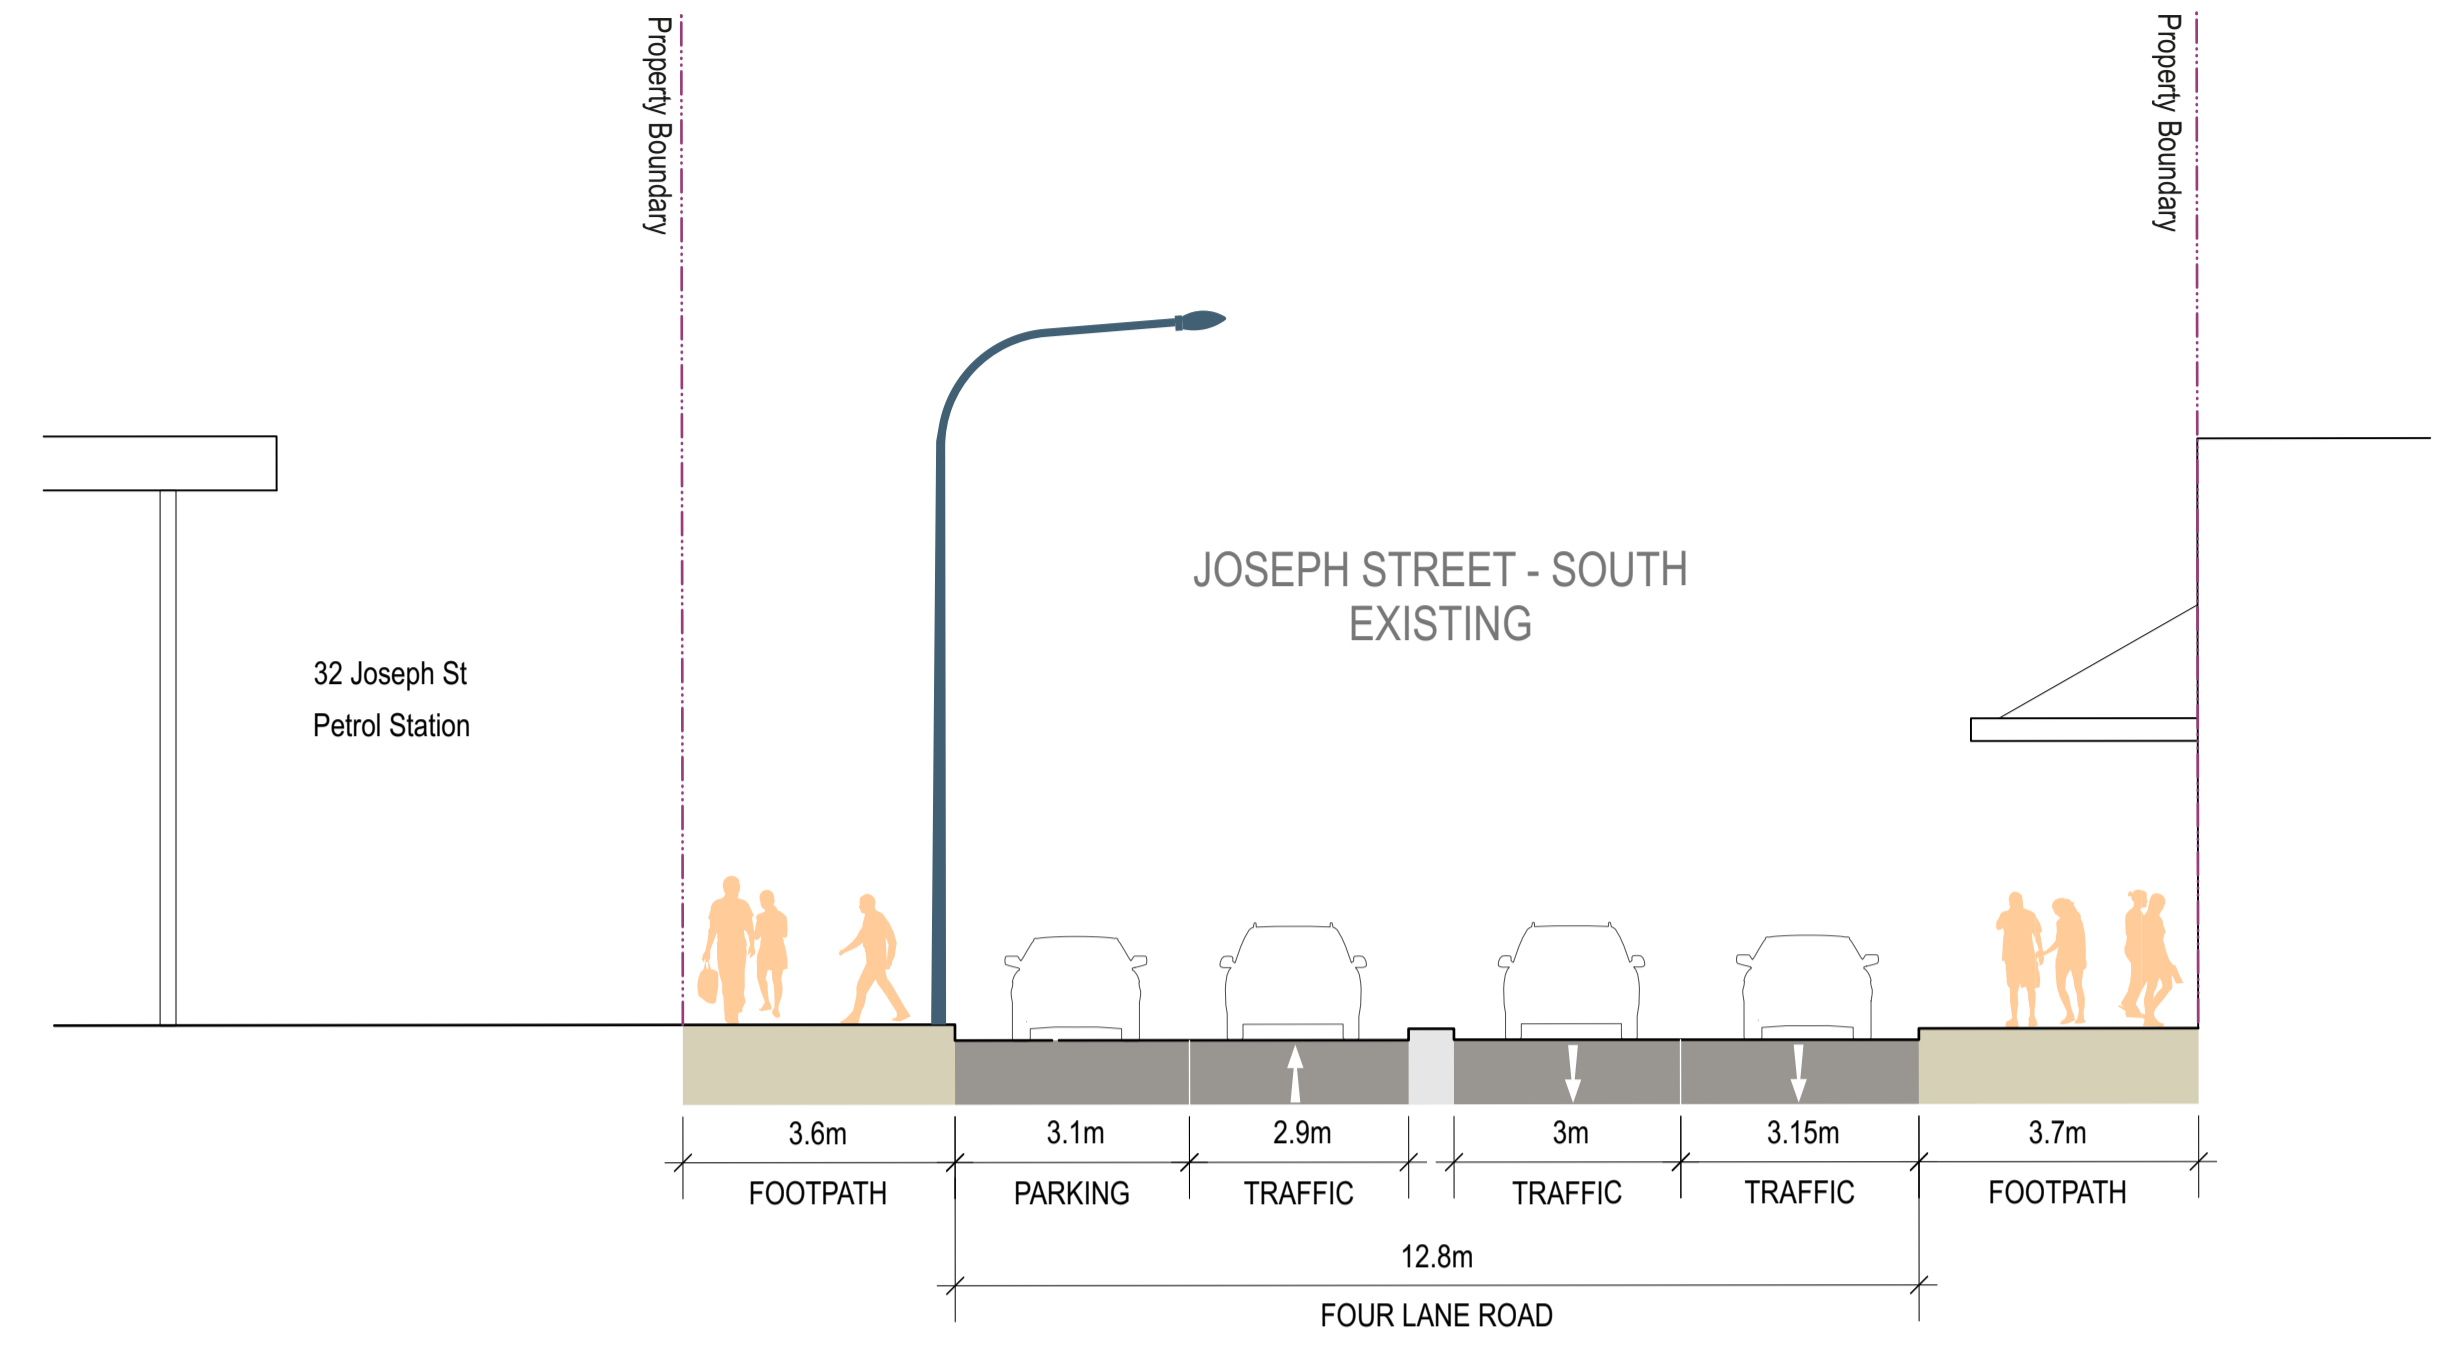 Property Boundary
Property Boundary
JOSEPH STREET - SOUTH
EXISTING
32 Joseph St
Petrol Station
3.6m
3.1m
2.9m
3m
3.15m
3.7m
FOOTPATH
PARKING
TRAFFIC
TRAFFIC
TRAFFIC
FOOTPATH
12.8m
FOUR LANE ROAD